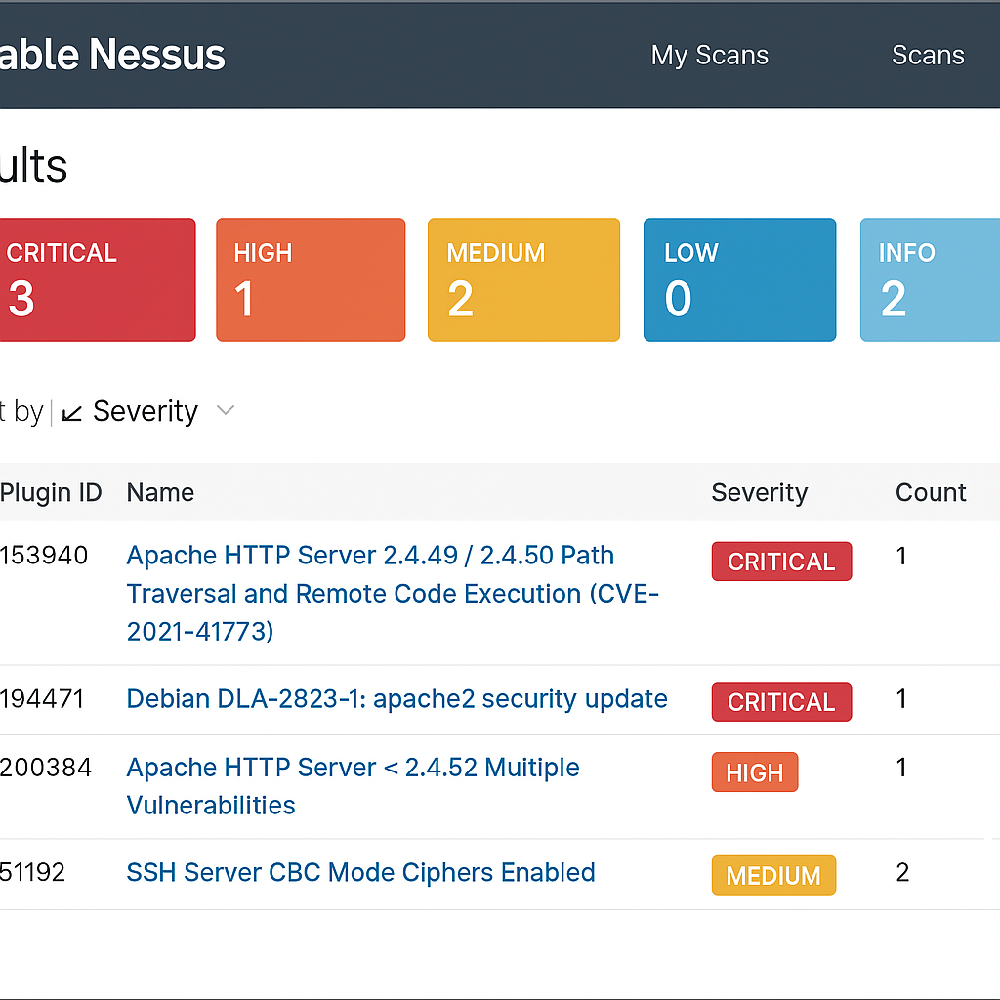 able Nessus My Scans Scans
ults
CRITICAL HIGH MEDIUM LOW INFO
3 1 2 0 2
t by Severity
Plugin ID Name Severity Count
153940 Apache HTTP Server 2.4.49 / 2.4.50 Path CRITICAL 1
Traversal and Remote Code Execution (CVE-
2021-41773)
194471 Debian DLA-2823-1: apache2 security update CRITICAL 1
200384 Apache HTTP Server < 2.4.52 Muitiple HIGH 1
Vulnerabilities
51192 SSH Server CBC Mode Ciphers Enabled MEDIUM 2